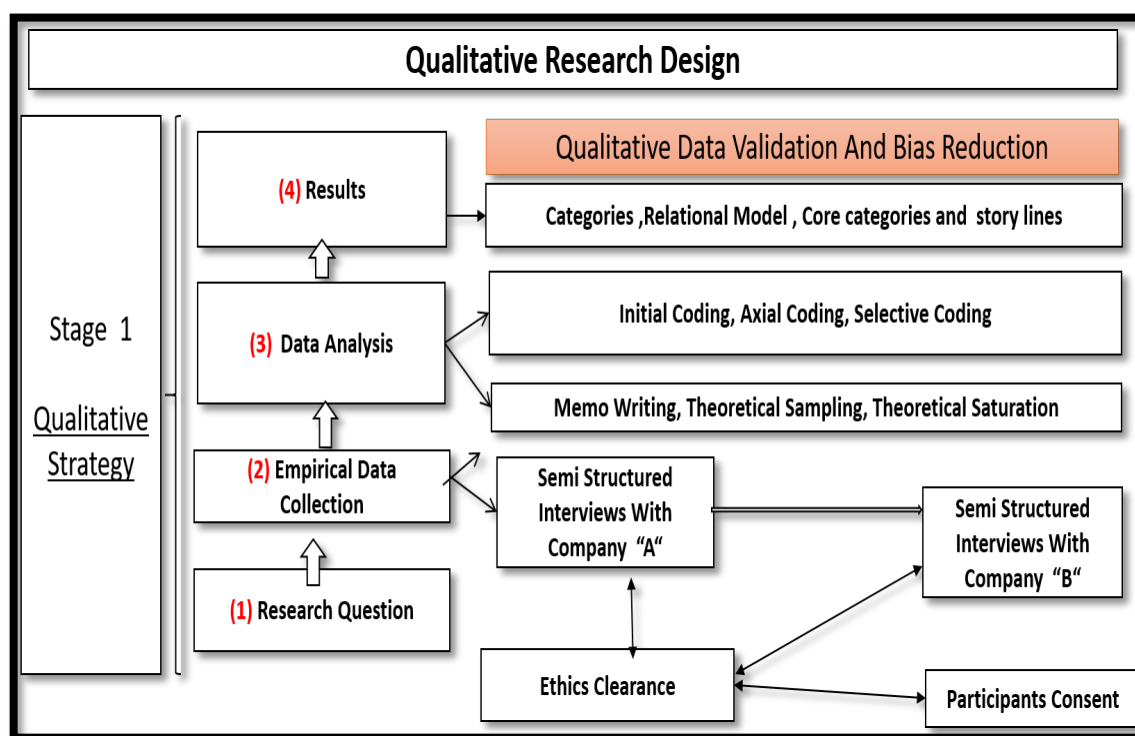 Qualitative Research Design
Stage 1
Qualitative
Strategy
Qualitative Data Validation And Bias Reduction
(4) Results
Categories ,Relational Model , Core categories and story lines
(3) Data Analysis
Initial Coding, Axial Coding, Selective Coding
Memo Writing, Theoretical Sampling, Theoretical Saturation
(2) Empirical Data
Collection
Semi Structured
Interviews With
Company "A"
Semi Structured
Interviews With
Company "B"
(1) Research Question
Ethics Clearance
Participants Consent